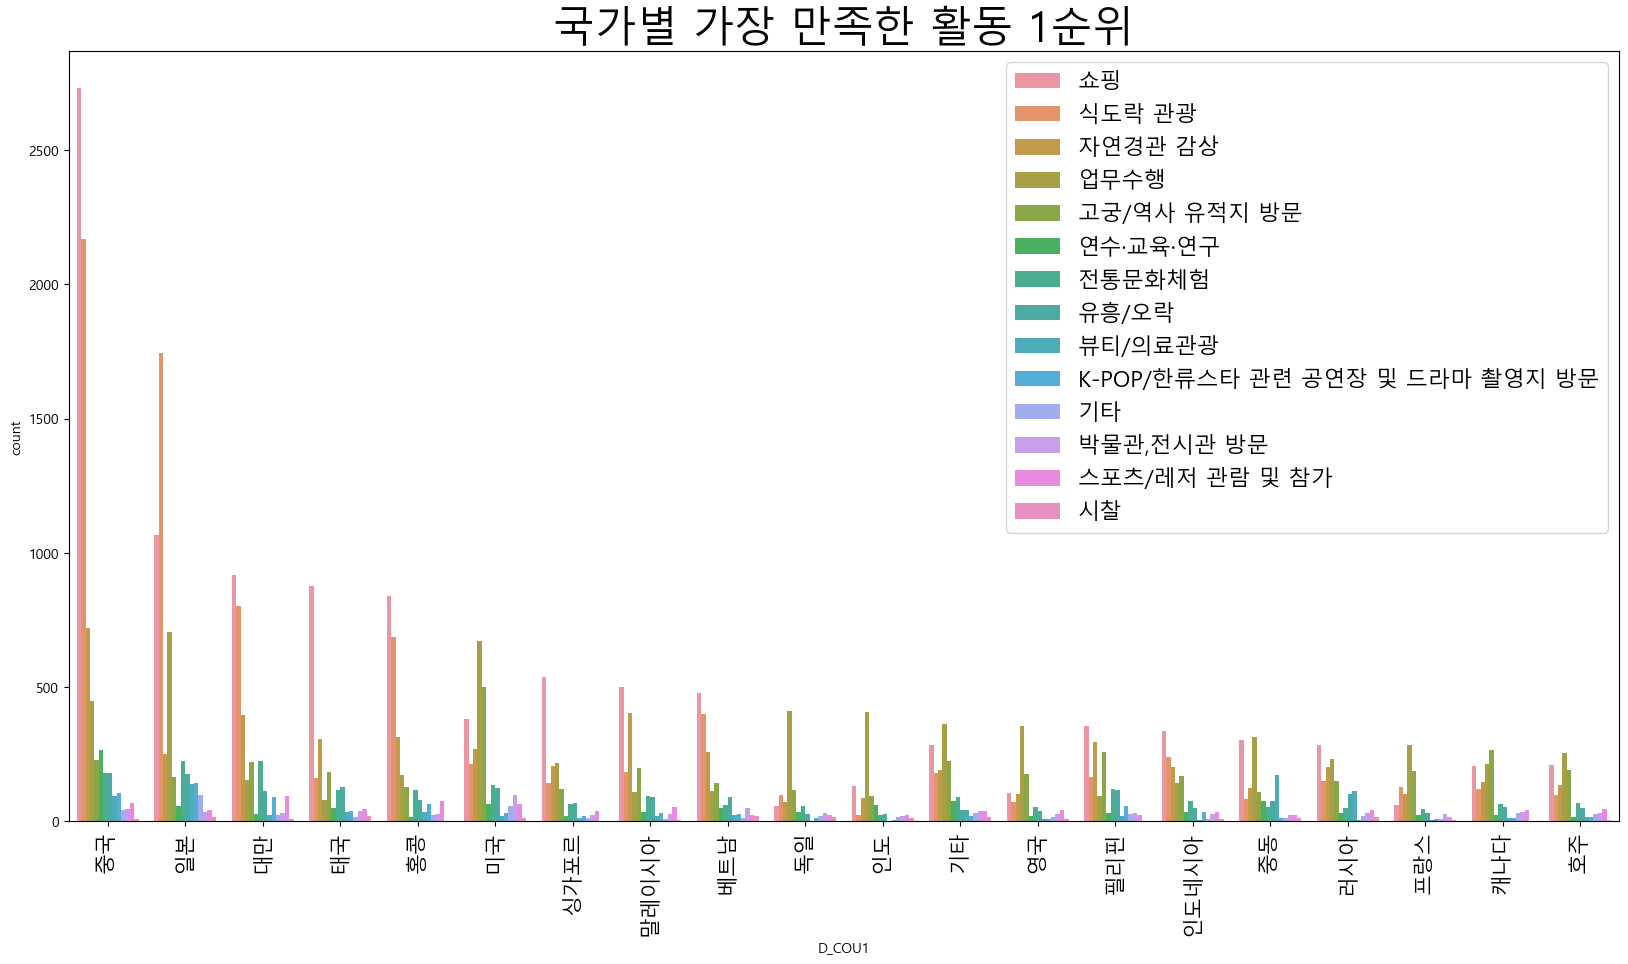 국가별 가장 만족한 활동 1순위
쇼핑
식도락 관광
자연경관 감상
업무수행
고궁/역사 유적지 방문
연수·교육·연구
전통문화체험
유흥/오락
뷰티/의료관광
K-POP/한류스타 관련 공연장 및 드라마 촬영지 방문
기타
박물관,전시관 방문
스포츠/레저 관람 및 참가
시찰
count
2500
2000
1500
1000
500
0
중국
일본
대만
태국
홍콩
미국
싱가포르
말레이시아
베트남
독일
인도
기타
영국
필리핀
인도네시아
중동
러시아
프랑스
캐나다
호주
D_COU1